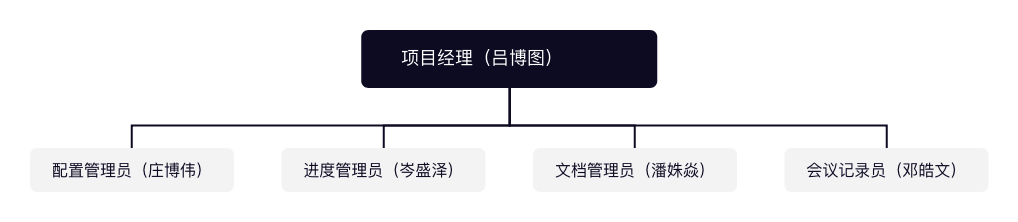 项目经理（吕博图）
配置管理员（庄博伟）
进度管理员（岑盛泽）
文档管理员（潘姝焱）
会议记录员（邓皓文）